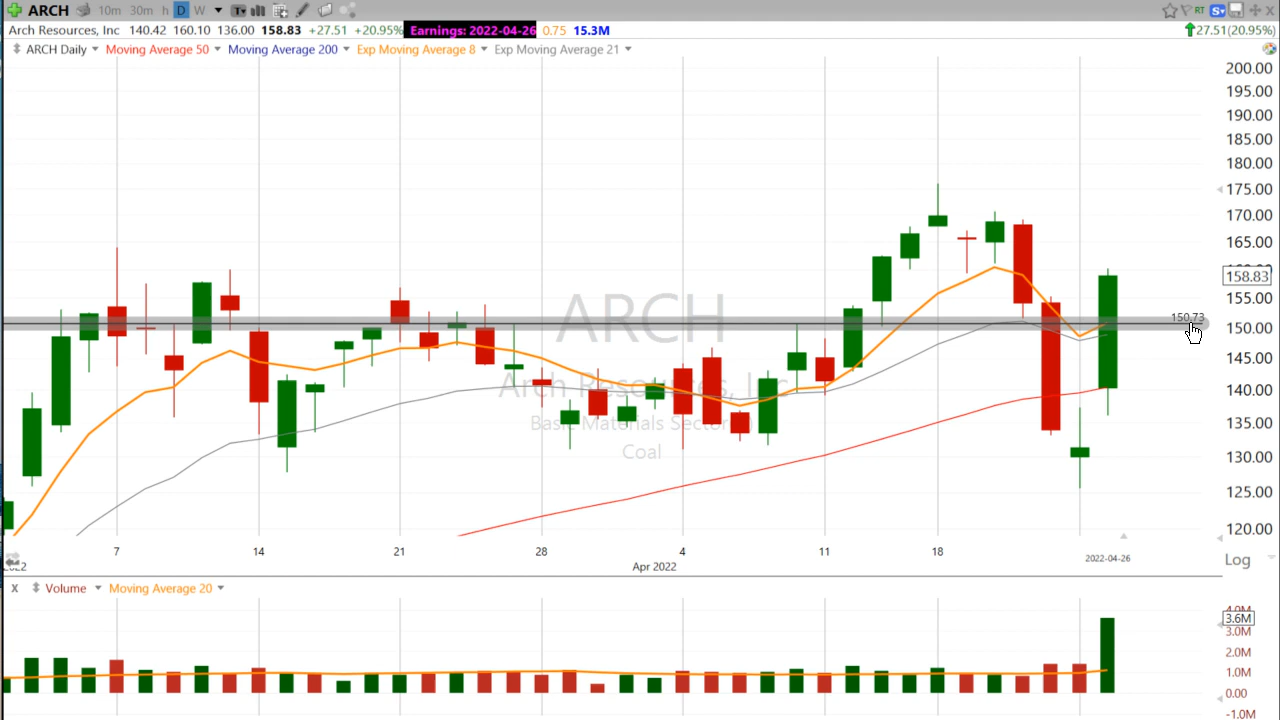 ARCH 10m 30m h D W RT S
Arch Resources, Inc 140.42 160.10 136.00 158.83 +27.51 +20.95% Earnings: 2022-04-26 0.75 15.3M 27.51(20.95%)
ARCH Daily Moving Average 50 Moving Average 200 Exp Moving Average 8 Exp Moving Average 21
200.00
195.00
190.00
185.00
180.00
175.00
170.00
165.00
158.83
155.00
150.73
150.00
145.00
140.00
135.00
130.00
125.00
120.00
ARCH
Arch Resources, Inc
Basic Materials Sector
Coal
7 14 21 28 4 11 18 2022-04-26
Apr 2022
Log
X Volume Moving Average 20
4.0M
3.6M
3.0M
2.0M
1.0M
0.00
-1.0M